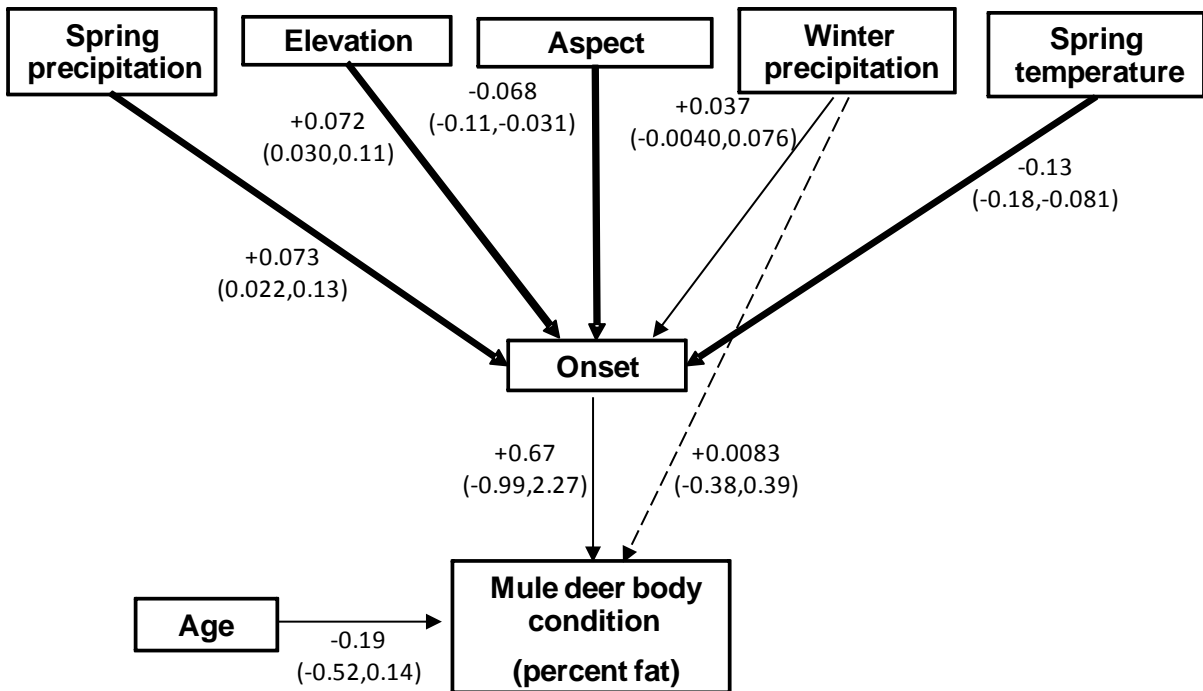 Spring
precipitation
Elevation
Aspect
Winter
precipitation
Spring
temperature
+0.072
(0.030,0.11)
-0.068
(-0.11,-0.031)
+0.037
(-0.0040,0.076)
-0.13
(-0.18,-0.081)
+0.073
(0.022,0.13)
Onset
+0.67
(-0.99,2.27)
+0.0083
(-0.38,0.39)
Age
-0.19
(-0.52,0.14)
Mule deer body
condition
(percent fat)